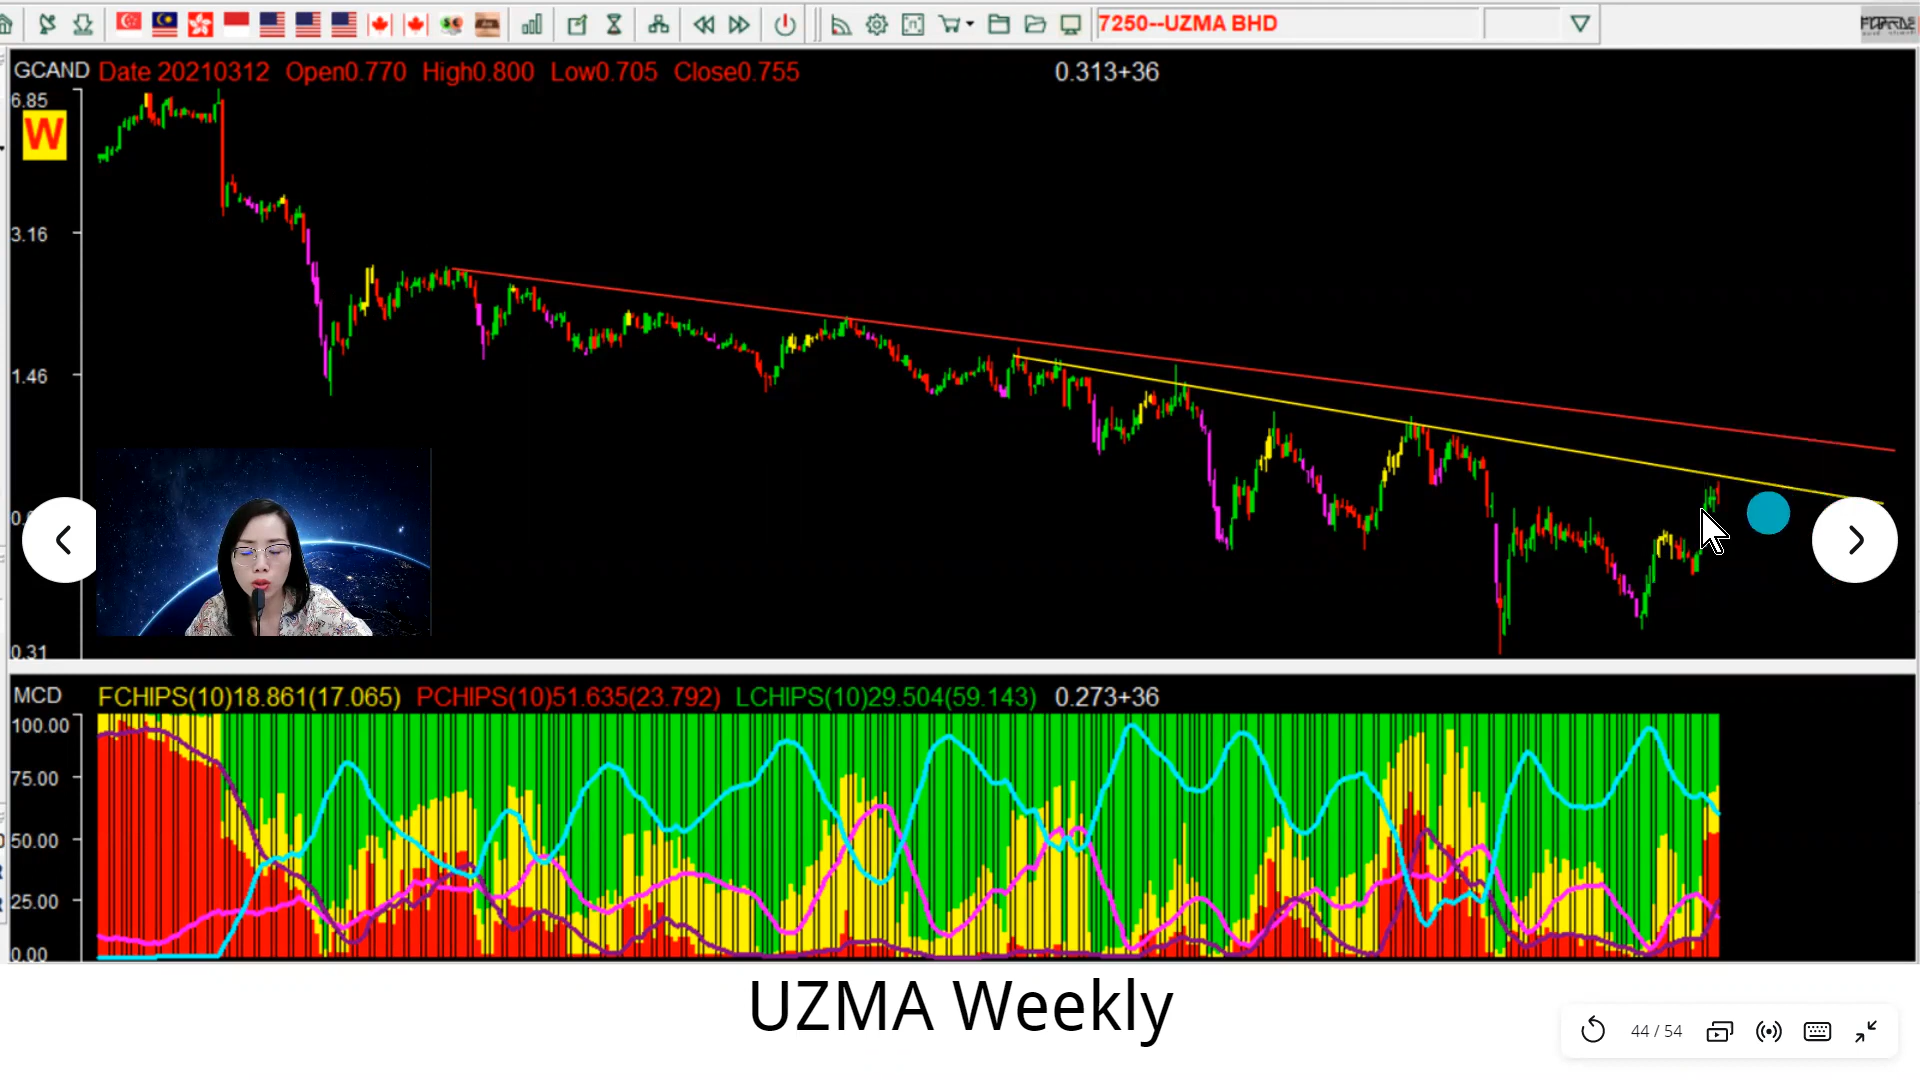 7250--UZMA BHD
GCAND Date 20210312 Open0.770 High0.800 Low0.705 Close0.755 0.313+36
6.85
W
3.16
1.46
0.31
MCD FCHIPS(10)18.861(17.065) PCHIPS(10)51.635(23.792) LCHIPS(10)29.504(59.143) 0.273+36
100.00
75.00
50.00
25.00
0.00
UZMA Weekly
44 / 54